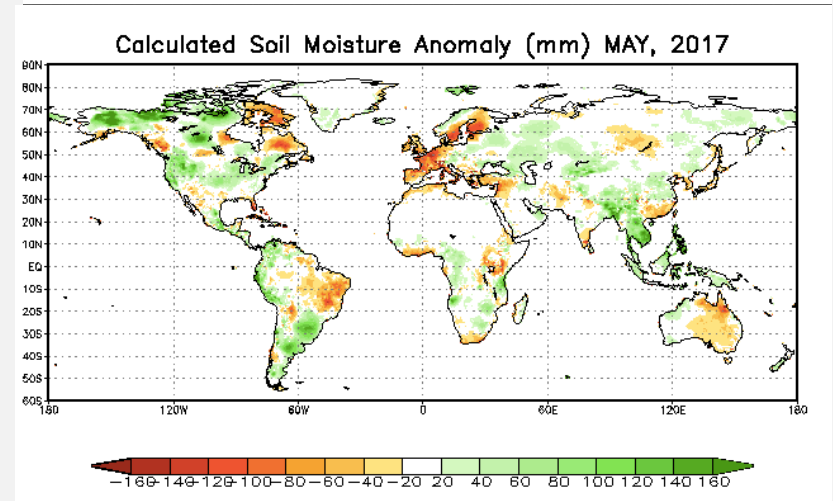 Calculated Soil Moisture Anomaly (mm) MAY, 2017
90N
80N
70N
60N
50N
40N
30N
20N
10N
EQ
10S
20S
30S
40S
50S
60S
180 120W 60W 0 60E 120E 180
-160 -140 -120 -100 -80 -60 -40 -20 20 40 60 80 100 120 140 160